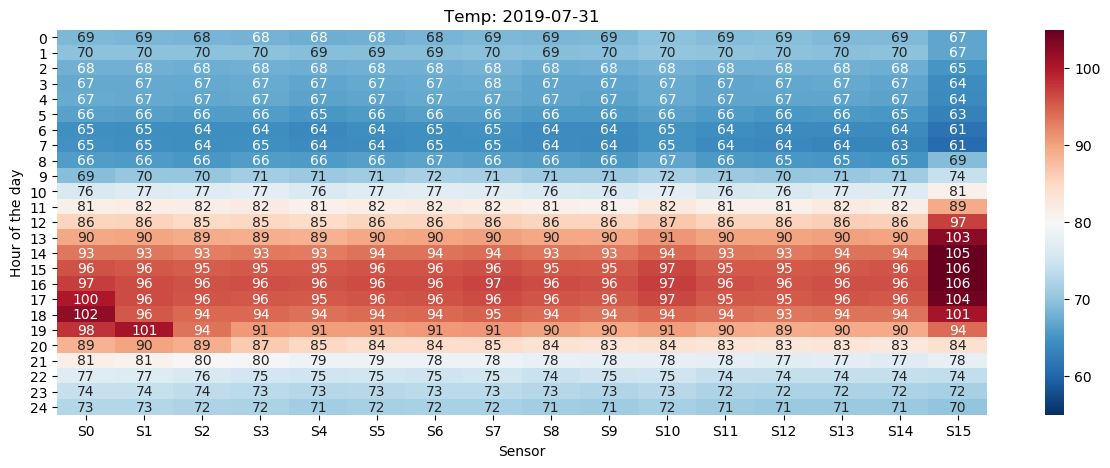 Temp: 2019-07-31
Hour of the day
0 69 69 68 68 68 68 68 69 69 69 70 69 69 69 69 67
1 70 70 70 70 69 69 69 70 69 70 70 70 70 70 70 67
2 68 68 68 68 68 68 68 68 68 68 68 68 68 68 68 65
3 67 67 67 67 67 67 67 68 67 67 67 67 67 67 67 64
4 67 67 67 67 66 67 67 67 67 67 67 67 67 67 67 64
5 66 66 66 66 65 66 66 66 66 66 66 66 66 66 65 63
6 65 65 64 64 64 64 65 65 64 64 65 64 64 64 64 61
7 65 65 64 65 64 64 65 65 64 64 65 64 64 64 63 61
8 66 66 66 66 66 66 67 66 66 66 67 66 65 65 65 69
9 69 70 70 71 71 71 72 71 71 71 72 71 70 71 71 74
10 76 77 77 77 76 77 77 77 76 76 77 76 76 77 77 81
11 81 82 82 82 81 82 82 82 81 81 82 81 81 82 82 89
12 86 86 85 85 85 86 86 86 86 86 87 86 86 86 86 97
13 90 90 89 89 89 90 90 90 90 90 91 90 90 90 90 103
14 93 93 93 93 93 94 94 94 93 93 94 93 93 94 94 105
15 96 96 95 95 95 96 96 96 95 95 97 95 95 96 96 106
16 97 96 96 96 96 96 96 97 96 96 97 96 96 96 96 106
17 100 96 96 96 95 96 96 96 96 96 97 95 95 96 96 104
18 102 96 94 94 94 94 94 95 94 94 94 94 93 94 94 101
19 98 101 94 91 91 91 91 91 90 90 91 90 89 90 90 94
20 89 90 89 87 85 84 84 85 84 83 84 83 83 83 83 84
21 81 81 80 80 79 79 78 78 78 78 78 78 77 77 77 78
22 77 77 76 75 75 75 75 75 74 75 75 74 74 74 74 74
23 74 74 74 73 73 73 73 73 73 73 73 72 72 72 72 72
24 73 73 72 72 71 72 72 72 71 71 72 71 71 71 71 70
S0 S1 S2 S3 S4 S5 S6 S7 S8 S9 S10 S11 S12 S13 S14 S15
Sensor
100
90
80
70
60